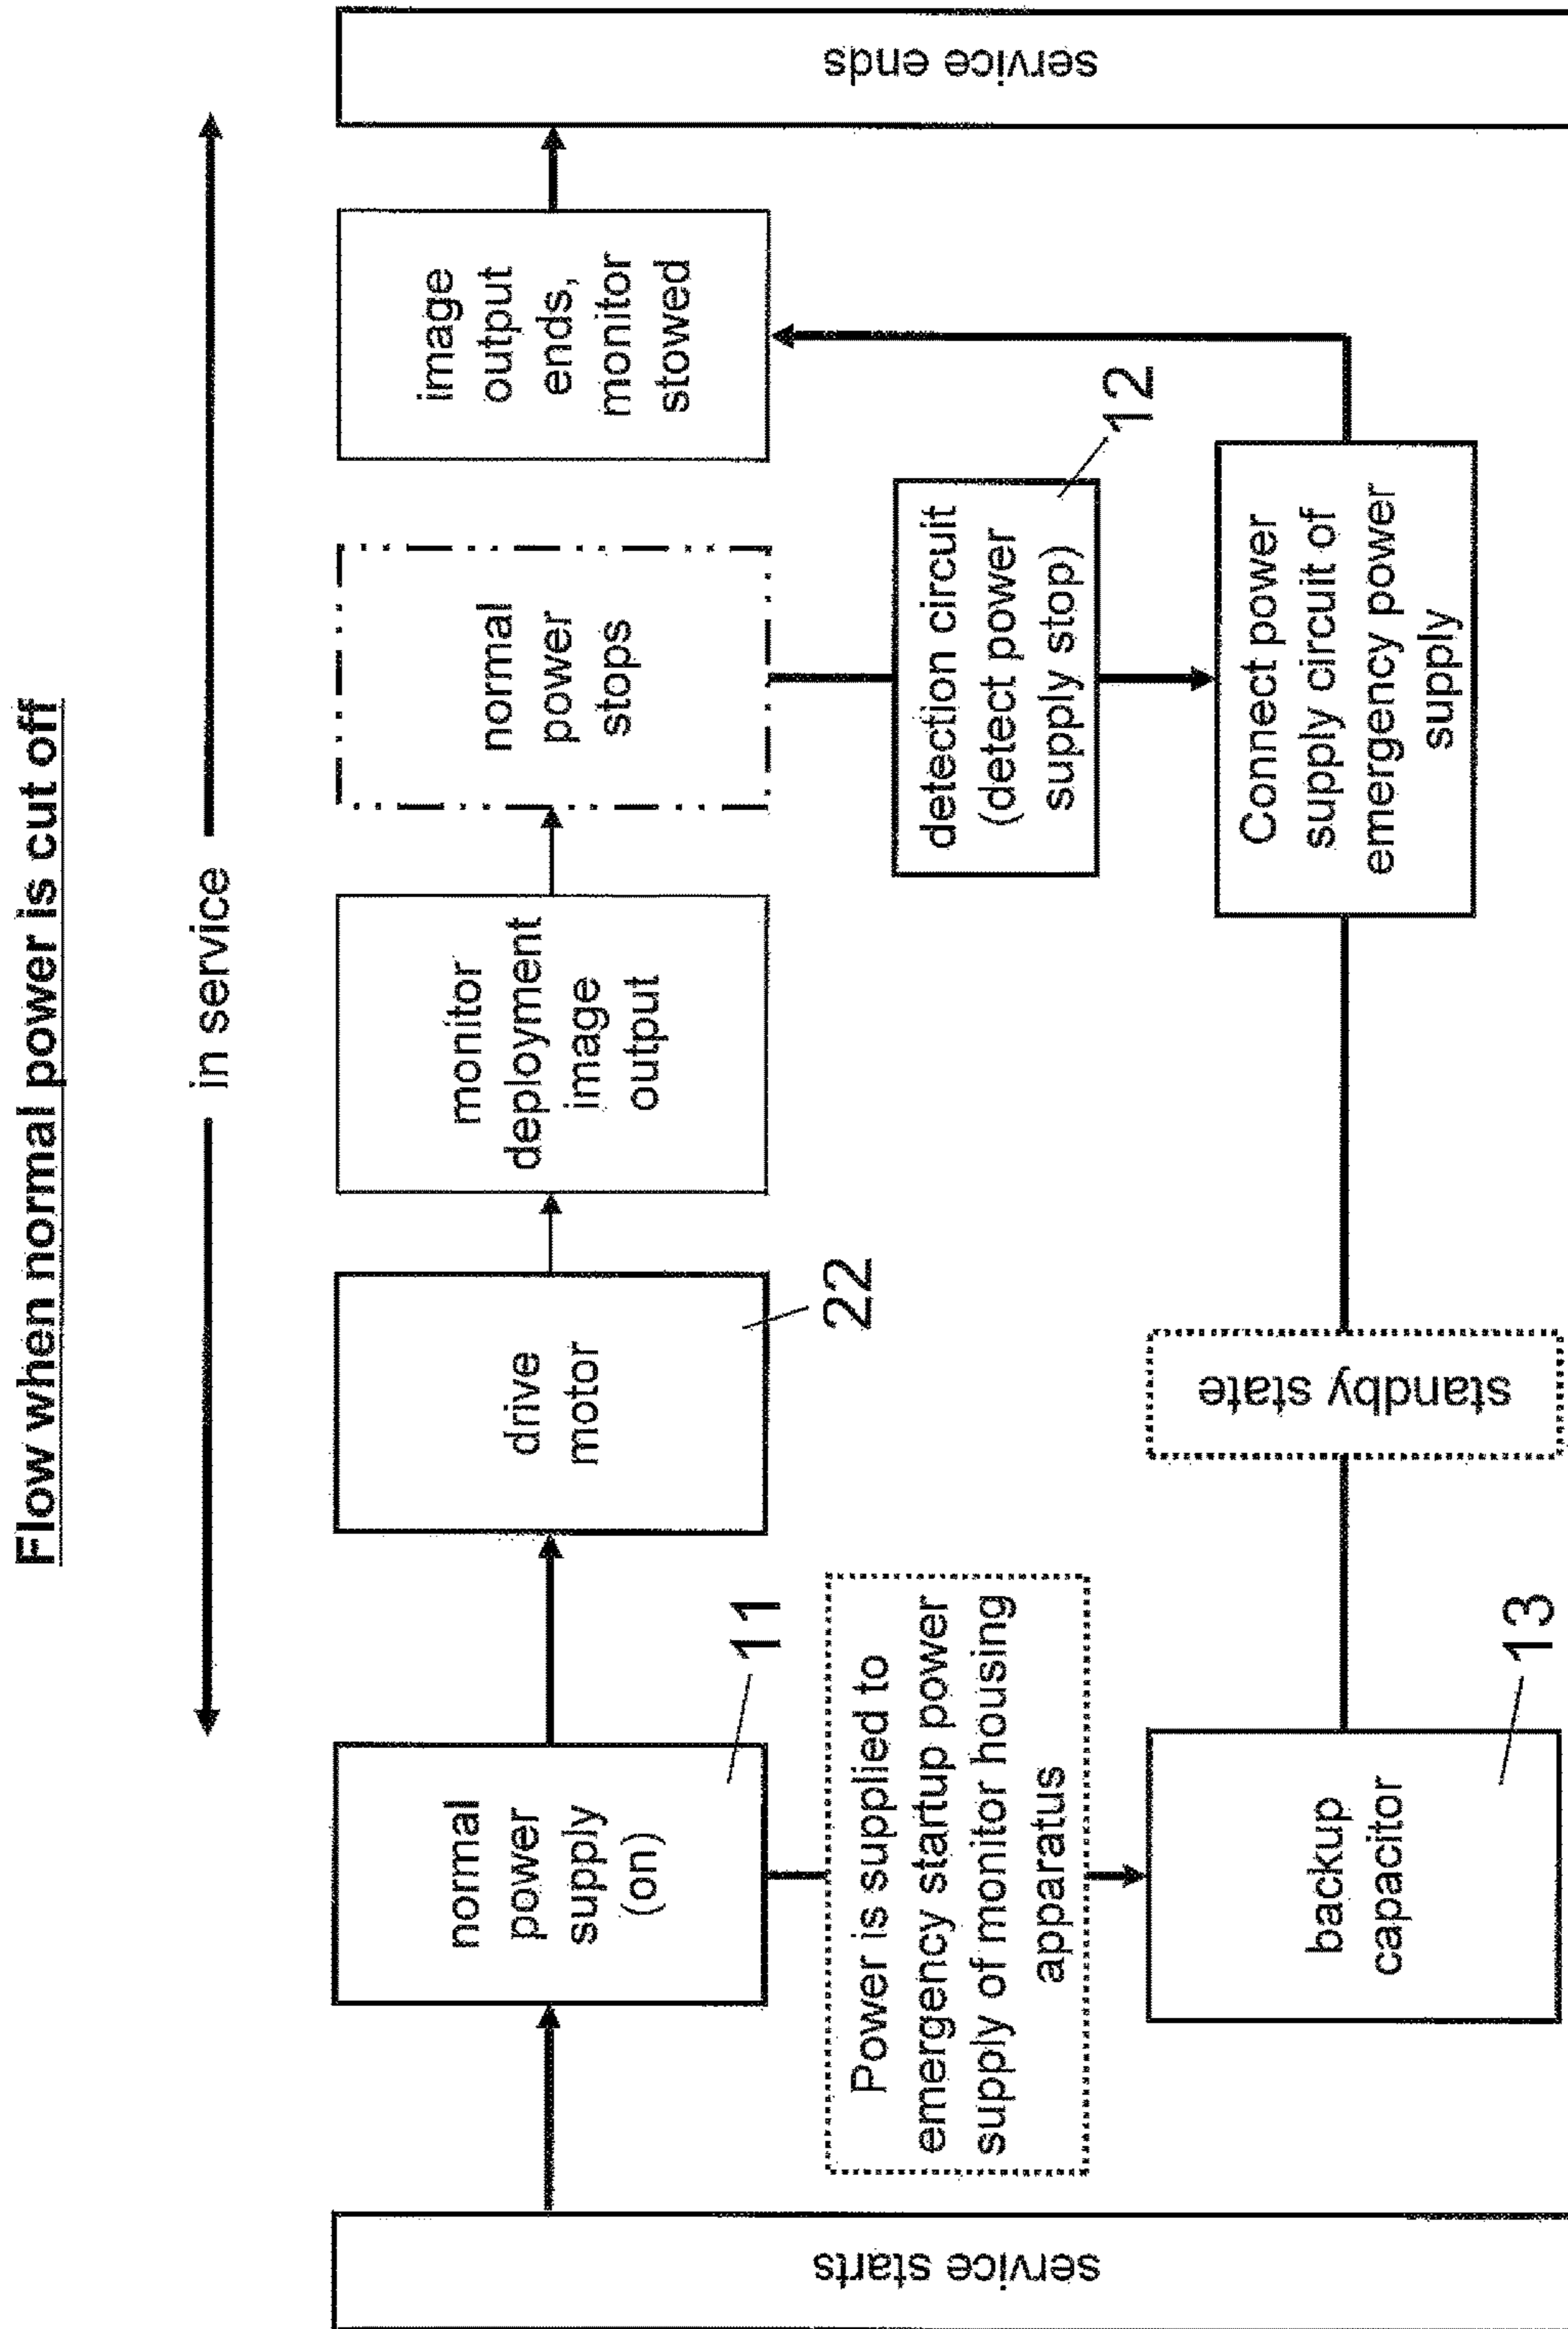 Flow when normal power is cut off
in service
service starts
normal
power
supply
(on)
11
drive
motor
22
monitor
deployment
image
output
normal
power
stops
image
output
ends,
monitor
stowed
service ends
Power is supplied to
emergency startup power
supply of monitor housing
apparatus
detection circuit
(detect power
supply stop)
12
backup
capacitor
13
standby state
Connect power
supply circuit of
emergency power
supply